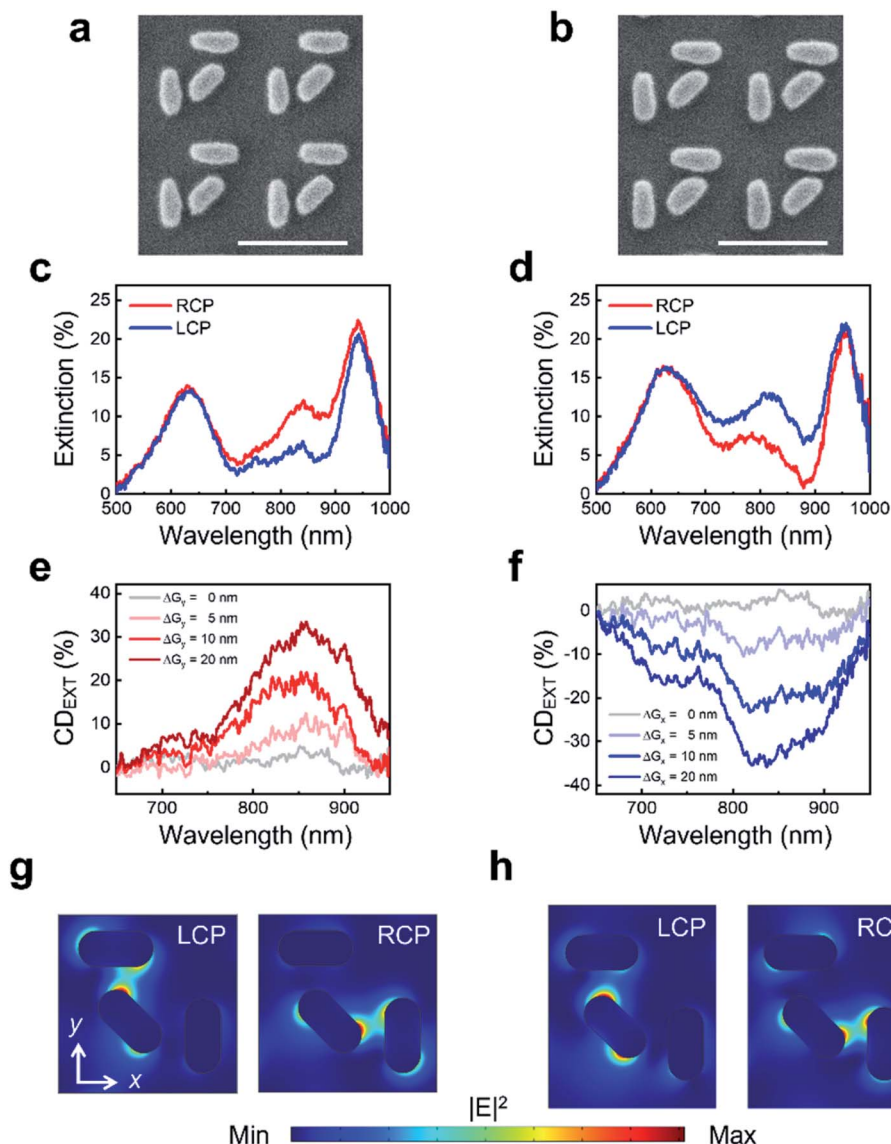 a
b
c
d
RCP
LCP
RCP
LCP
Extinction (%)
25
20
15
10
5
0
500 600 700 800 900 1000
Wavelength (nm)
Extinction (%)
25
20
15
10
5
0
500 600 700 800 900 1000
Wavelength (nm)
e
f
CD_EXT (%)
40
30
20
10
0
ΔG_y = 0 nm
ΔG_y = 5 nm
ΔG_y = 10 nm
ΔG_y = 20 nm
700 800 900
Wavelength (nm)
CD_EXT (%)
0
-10
-20
-30
-40
ΔG_x = 0 nm
ΔG_x = 5 nm
ΔG_x = 10 nm
ΔG_x = 20 nm
700 800 900
Wavelength (nm)
g
h
LCP
RCP
LCP
RC
y
x
|E|²
Min
Max